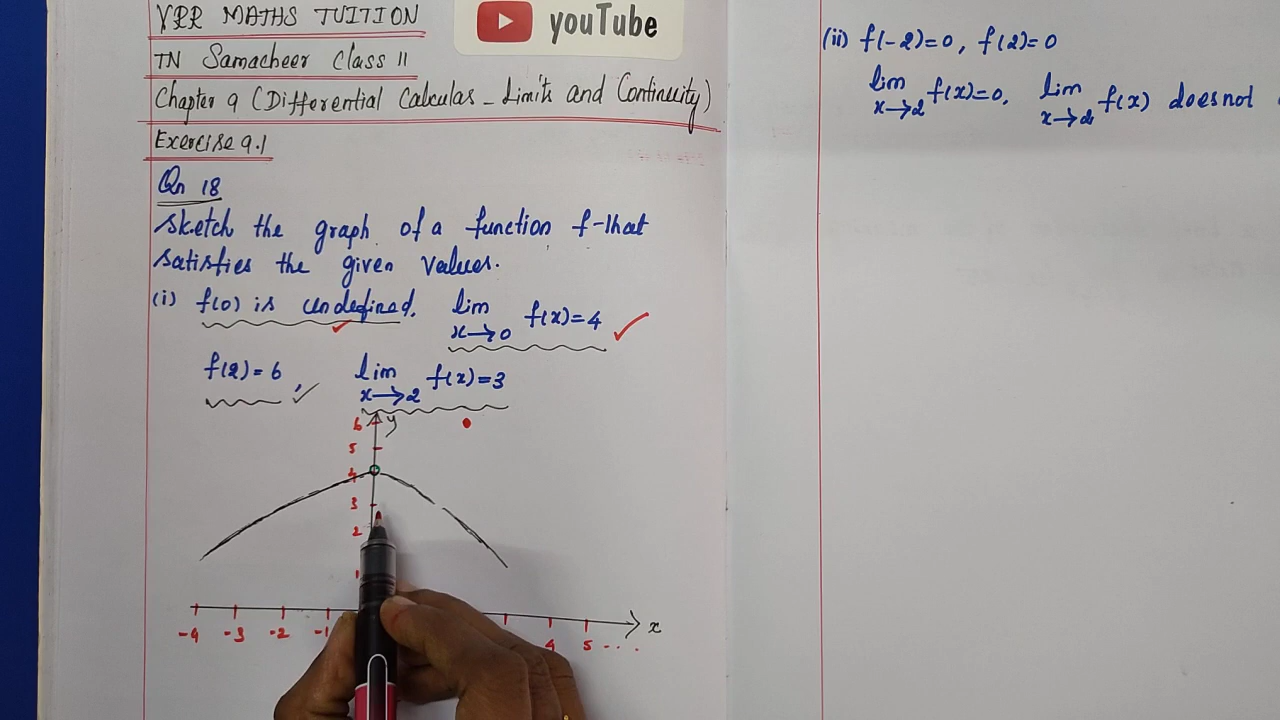 VRR MATHS TUITION
YouTube
TN Samacheer Class 11
Chapter 9 (Differential Calculas - Limits and Continuity)
Exercise 9.1
Qn 18
Sketch the graph of a function f that
satisfies the given values.
(i) f(0) is undefined. lim x→0 f(x)=4
f(2)=6, lim x→2 f(x)=3
6 y
5
4
3
2
1
-4 -3 -2 -1 4 5 .... x
(ii) f(-2)=0, f(2)=0
lim f(x)=0. lim f(x) does not